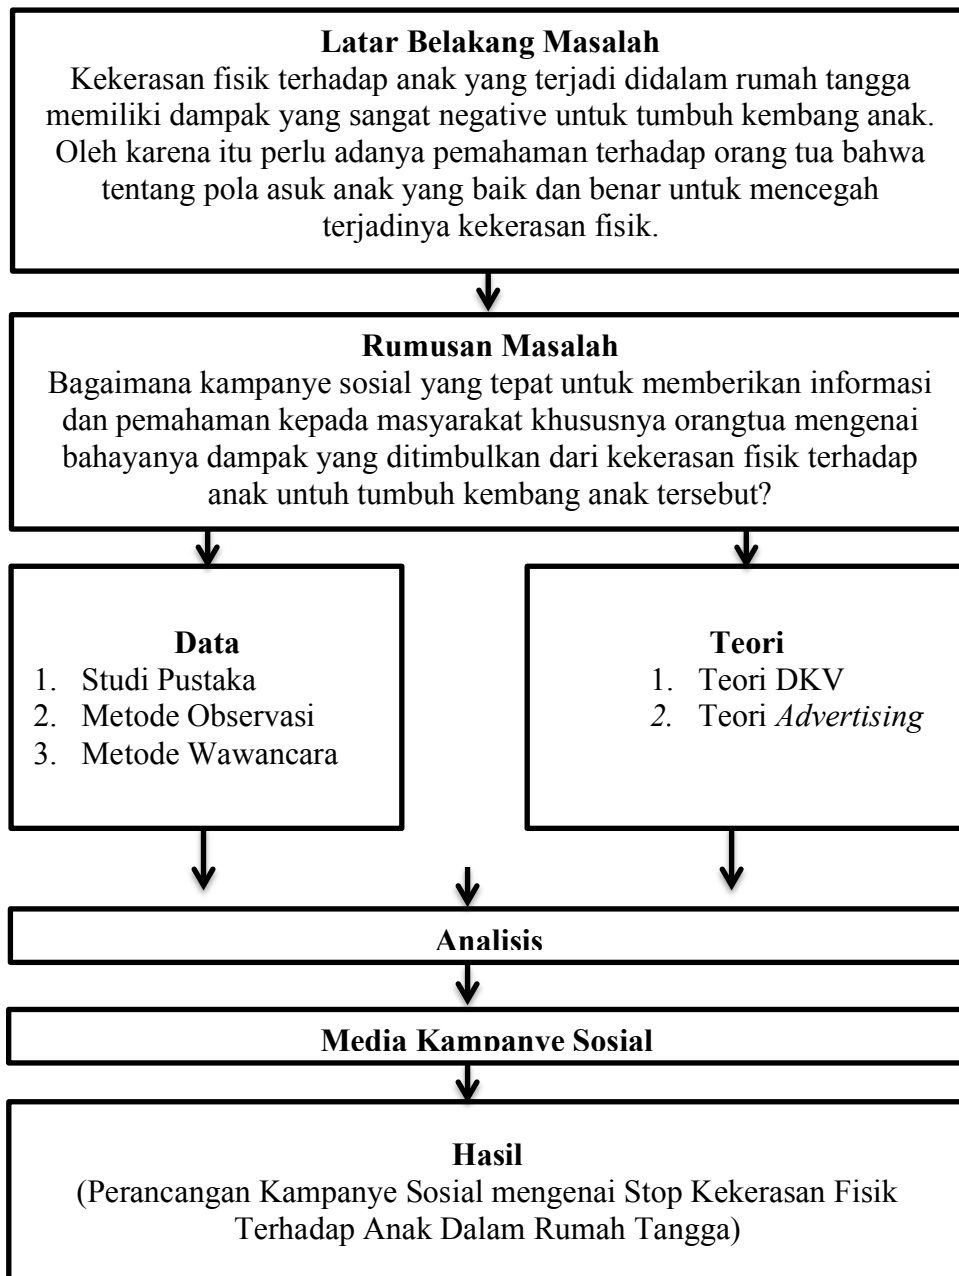 Latar Belakang Masalah
Kekerasan fisik terhadap anak yang terjadi didalam rumah tangga
memiliki dampak yang sangat negative untuk tumbuh kembang anak.
Oleh karena itu perlu adanya pemahaman terhadap orang tua bahwa
tentang pola asuk anak yang baik dan benar untuk mencegah
terjadinya kekerasan fisik.
Rumusan Masalah
Bagaimana kampanye sosial yang tepat untuk memberikan informasi
dan pemahaman kepada masyarakat khususnya orangtua mengenai
bahayanya dampak yang ditimbulkan dari kekerasan fisik terhadap
anak untuh tumbuh kembang anak tersebut?
Data
1. Studi Pustaka
2. Metode Observasi
3. Metode Wawancara
Teori
1. Teori DKV
2. Teori Advertising
Analisis
Media Kampanye Sosial
Hasil
(Perancangan Kampanye Sosial mengenai Stop Kekerasan Fisik
Terhadap Anak Dalam Rumah Tangga)